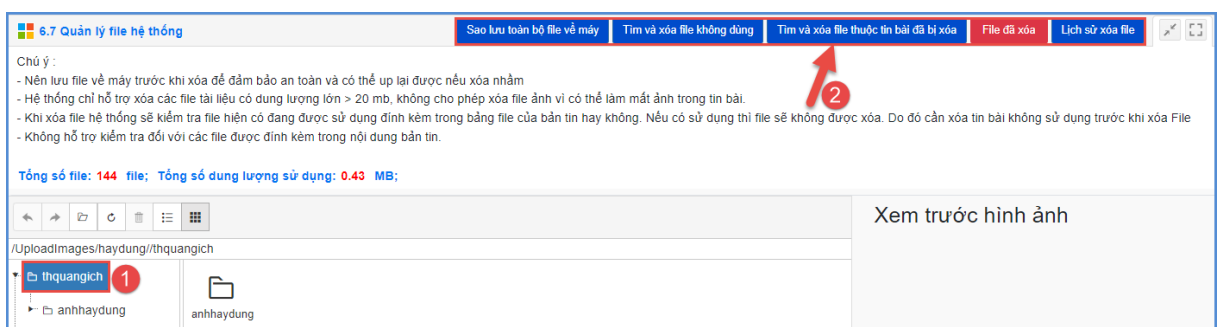 6.7 Quản lý file hệ thống
Sao lưu toàn bộ file về máy Tìm và xóa file không dùng Tìm và xóa file thuộc tin bài đã bị xóa File đã xóa Lịch sử xóa file
Chú ý :
- Nên lưu file về máy trước khi xóa để đảm bảo an toàn và có thể up lại được nếu xóa nhầm
- Hệ thống chỉ hỗ trợ xóa các file tài liệu có dung lượng lớn > 20 mb, không cho phép xóa file ảnh vì có thể làm mất ảnh trong tin bài.
- Khi xóa file hệ thống sẽ kiểm tra file hiện có đang được sử dụng đính kèm trong bảng file của bản tin hay không. Nếu có sử dụng thì file sẽ không được xóa. Do đó cần xóa tin bài không sử dụng trước khi xóa File
- Không hỗ trợ kiểm tra đối với các file được đính kèm trong nội dung bản tin.
2
Tổng số file: 144 file; Tổng số dung lượng sử dụng: 0.43 MB;
Xem trước hình ảnh
/UploadImages/haydung//thquangich
thquangich 1
anhhaydung
anhhaydung